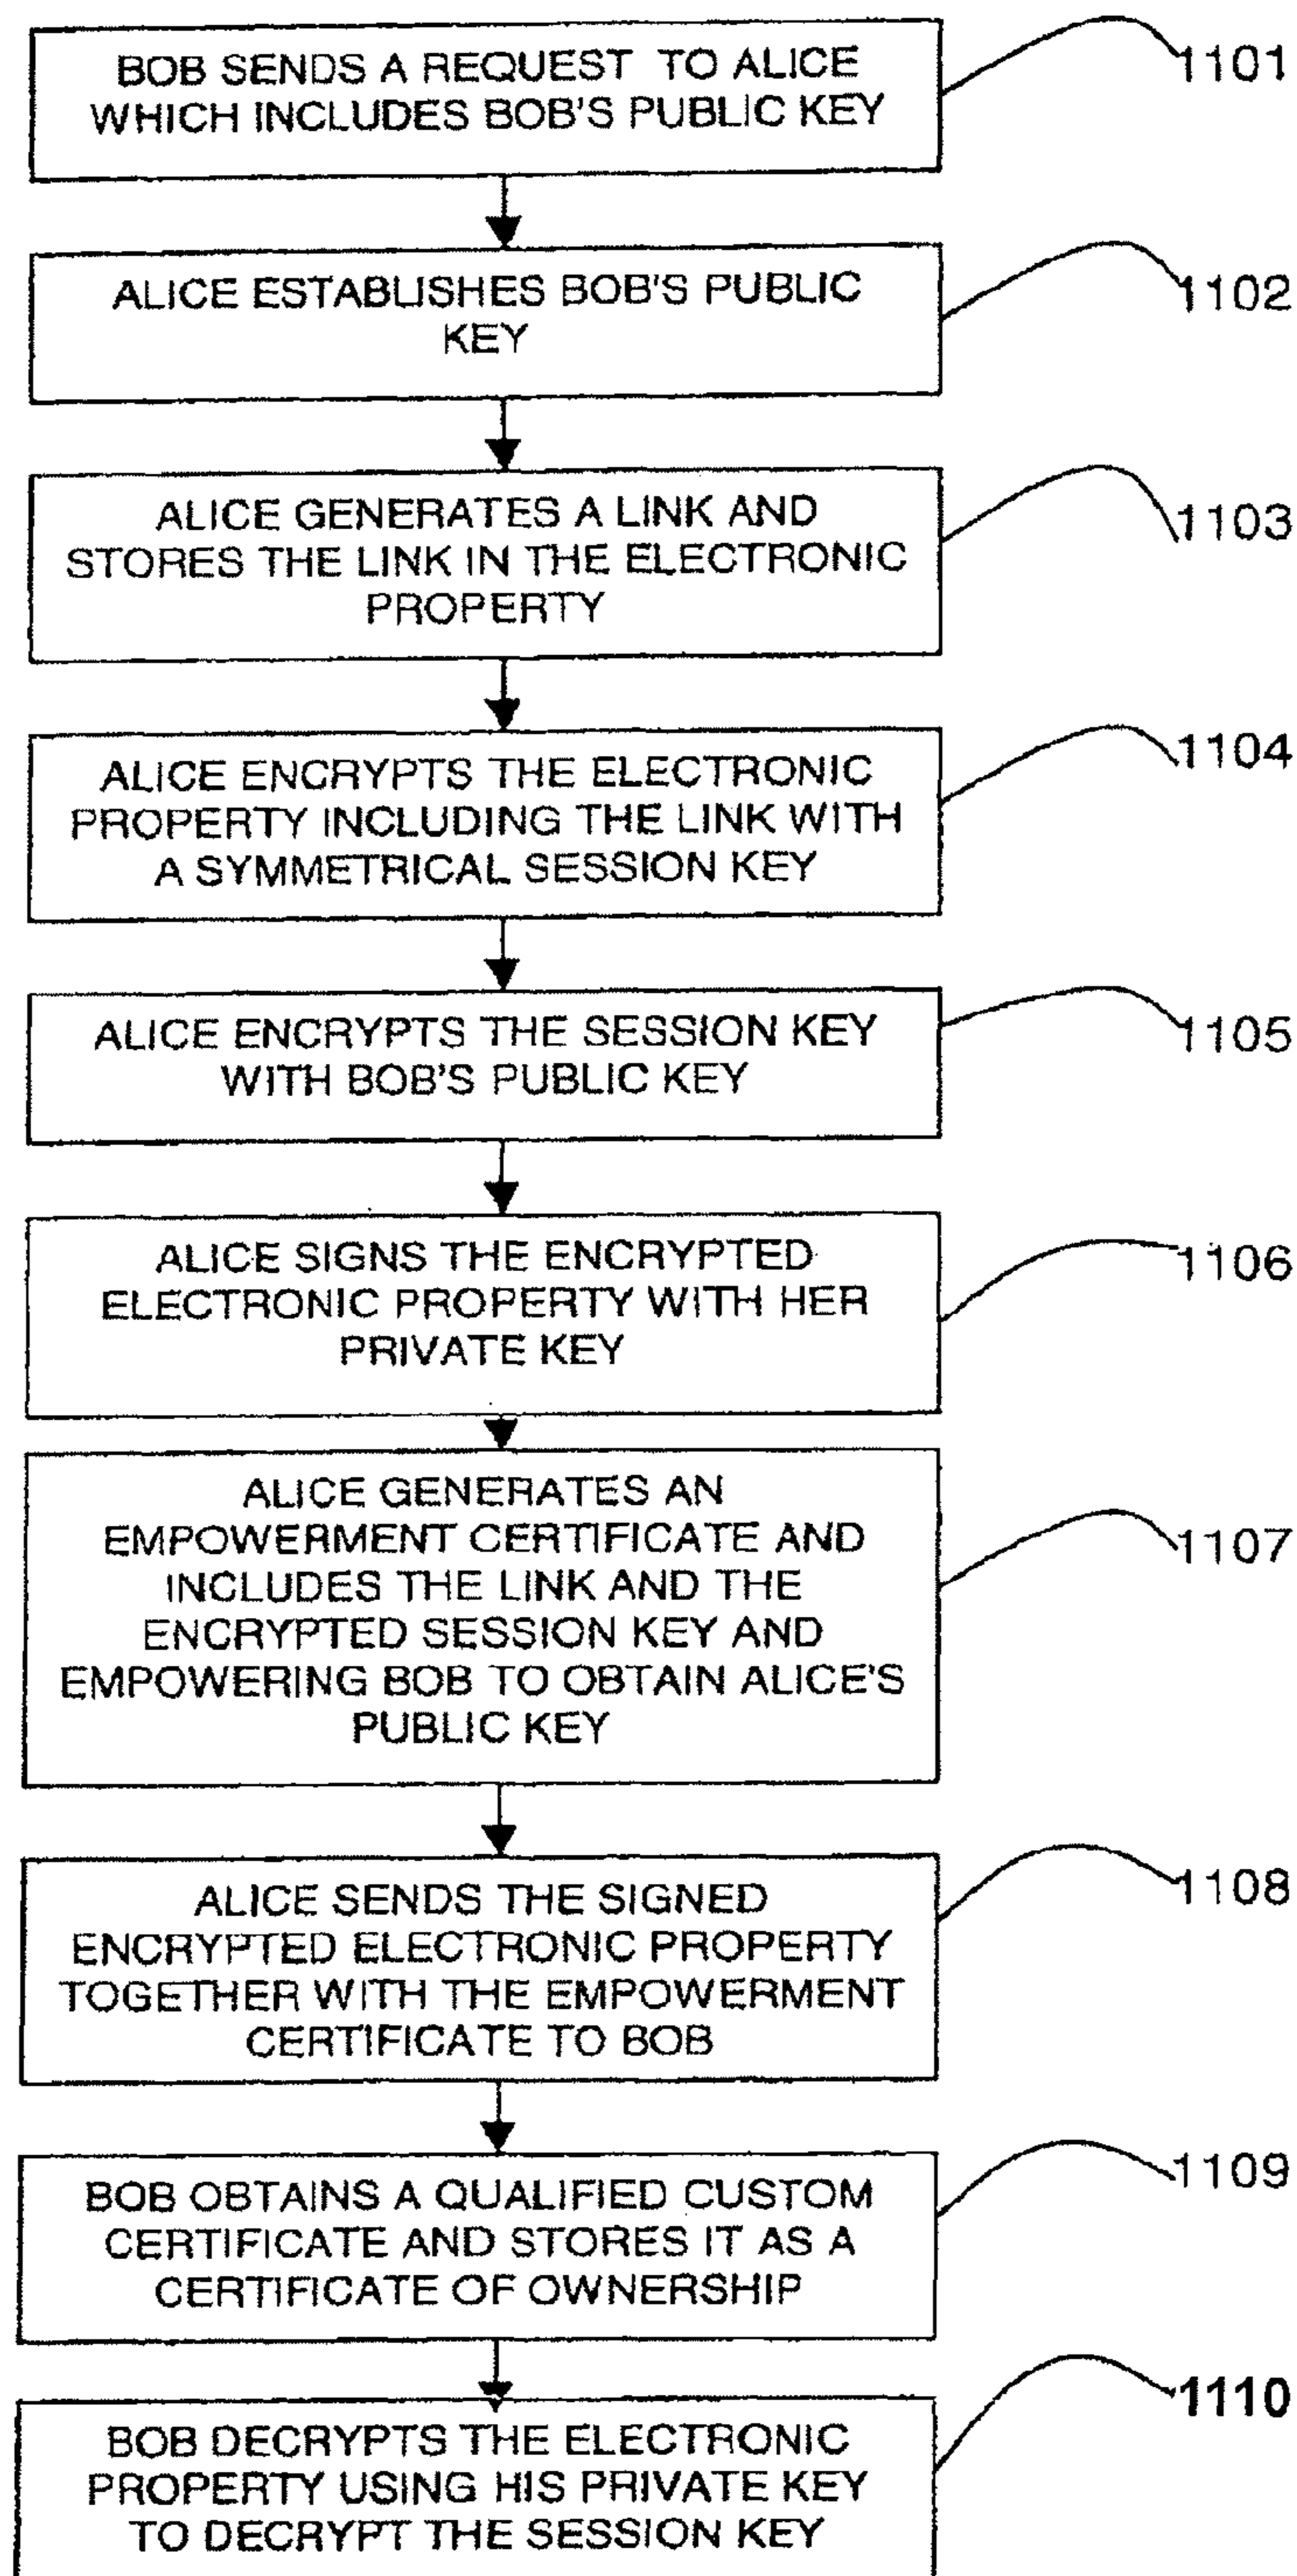 BOB SENDS A REQUEST TO ALICE
WHICH INCLUDES BOB'S PUBLIC KEY
1101
ALICE ESTABLISHES BOB'S PUBLIC
KEY
1102
ALICE GENERATES A LINK AND
STORES THE LINK IN THE ELECTRONIC
PROPERTY
1103
ALICE ENCRYPTS THE ELECTRONIC
PROPERTY INCLUDING THE LINK WITH
A SYMMETRICAL SESSION KEY
1104
ALICE ENCRYPTS THE SESSION KEY
WITH BOB'S PUBLIC KEY
1105
ALICE SIGNS THE ENCRYPTED
ELECTRONIC PROPERTY WITH HER
PRIVATE KEY
1106
ALICE GENERATES AN
EMPOWERMENT CERTIFICATE AND
INCLUDES THE LINK AND THE
ENCRYPTED SESSION KEY AND
EMPOWERING BOB TO OBTAIN ALICE'S
PUBLIC KEY
1107
ALICE SENDS THE SIGNED
ENCRYPTED ELECTRONIC PROPERTY
TOGETHER WITH THE EMPOWERMENT
CERTIFICATE TO BOB
1108
BOB OBTAINS A QUALIFIED CUSTOM
CERTIFICATE AND STORES IT AS A
CERTIFICATE OF OWNERSHIP
1109
BOB DECRYPTS THE ELECTRONIC
PROPERTY USING HIS PRIVATE KEY
TO DECRYPT THE SESSION KEY
1110